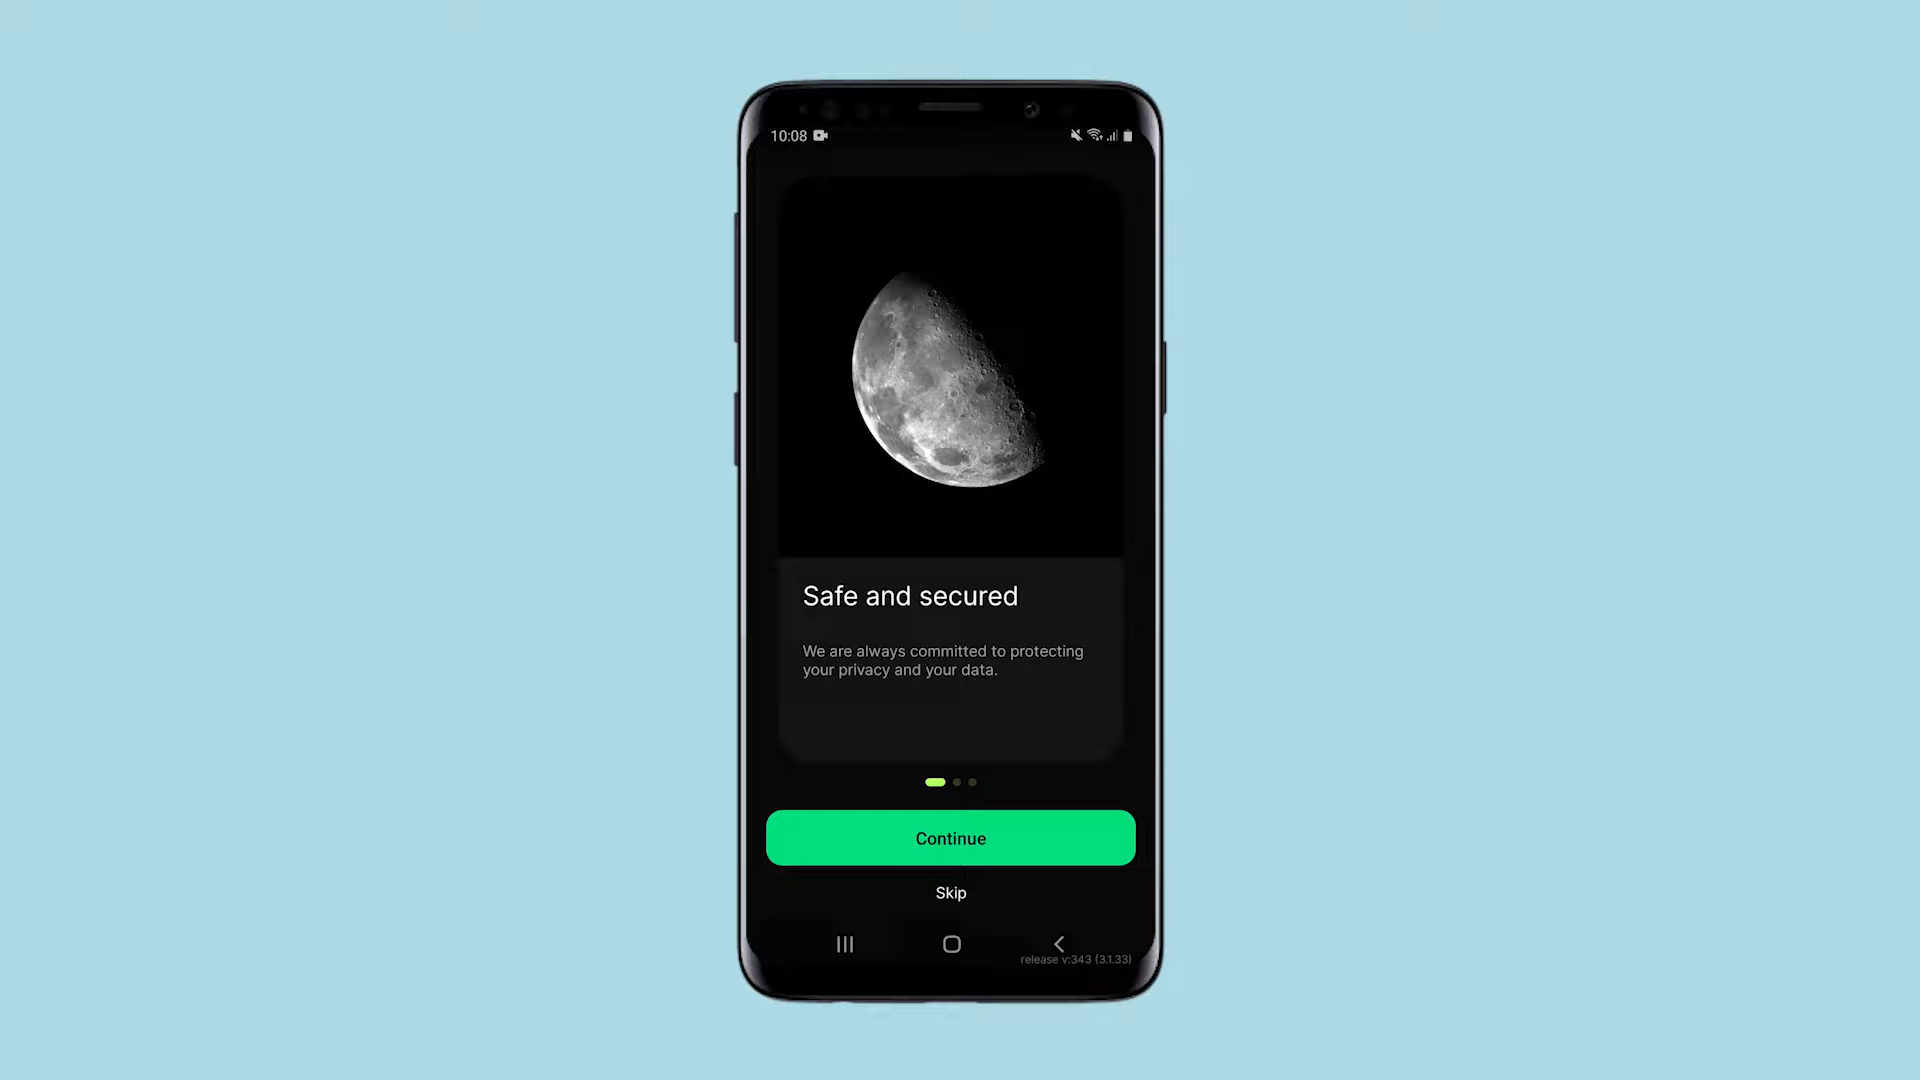 10:08
Safe and secured
We are always committed to protecting
your privacy and your data.
Continue
Skip
release v:343 (3.1.33)